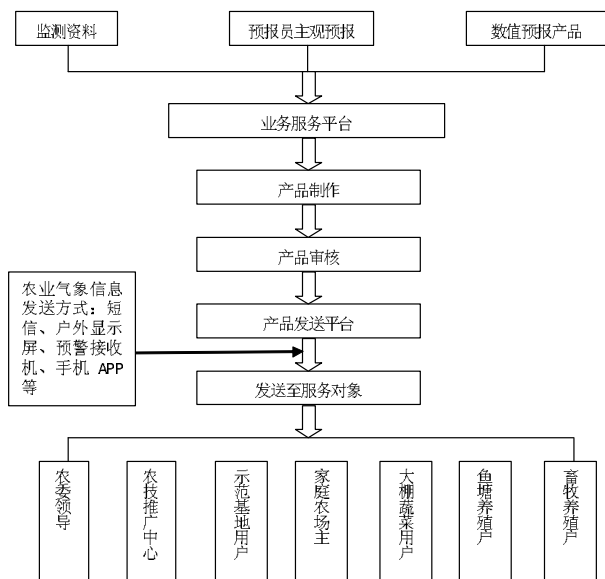 监测资料
预报员主观预报
数值预报产品
业务服务平台
产品制作
产品审核
农业气象信息
发送方式：短
信、户外显示
屏、预警接收
机、手机 APP
等
产品发送平台
发送至服务对象
农委领导
农技推广中心
示范基地用户
家庭农场主
大棚蔬菜用户
鱼塘养殖户
畜牧养殖户